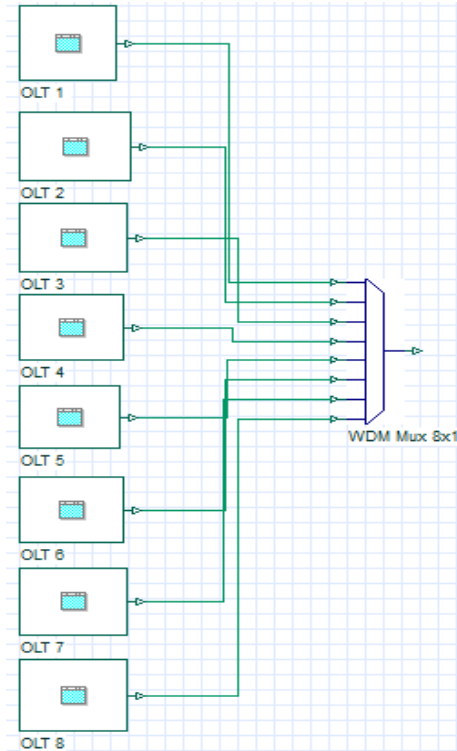 OLT 1
OLT 2
OLT 3
OLT 4
WDM Mux 8x1
OLT 5
OLT 6
OLT 7
OLT 8